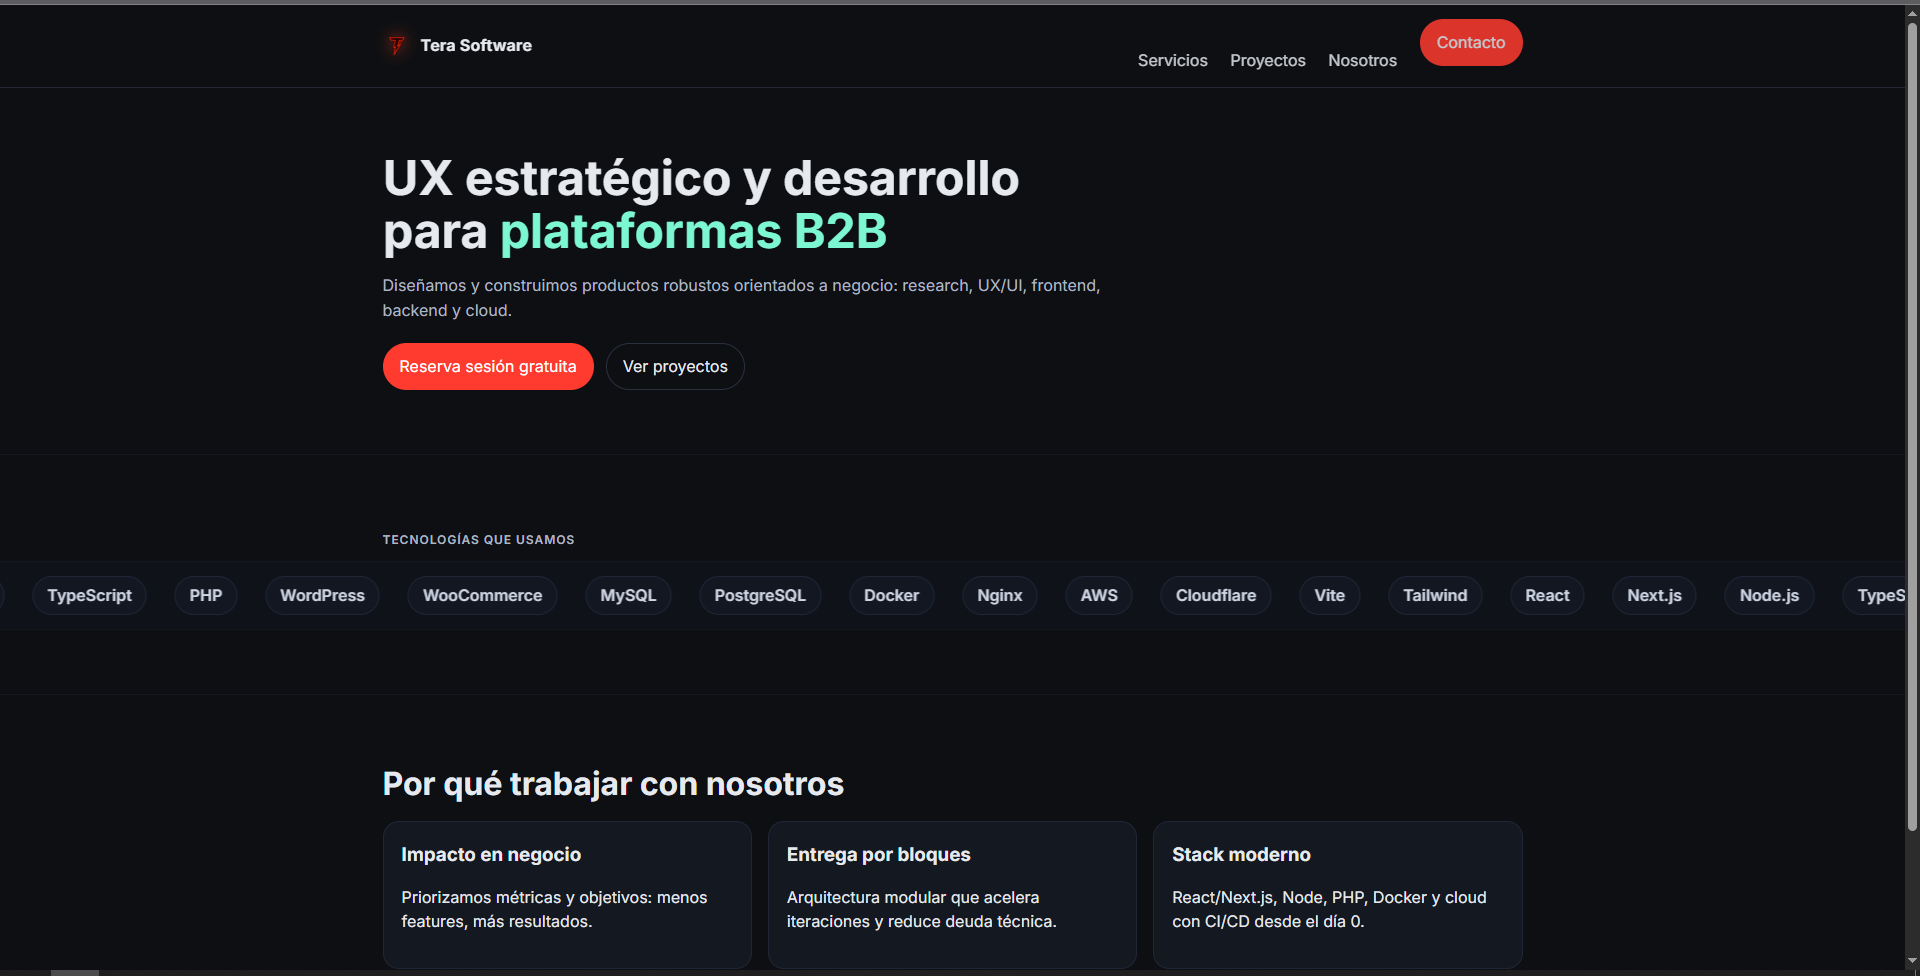 Tera Software
Servicios
Proyectos
Nosotros
Contacto
UX estratégico y desarrollo
para plataformas B2B
Diseñamos y construimos productos robustos orientados a negocio: research, UX/UI, frontend,
backend y cloud.
Reserva sesión gratuita
Ver proyectos
TECNOLOGÍAS QUE USAMOS
TypeScript
PHP
WordPress
WooCommerce
MySQL
PostgreSQL
Docker
Nginx
AWS
Cloudflare
Vite
Tailwind
React
Next.js
Node.js
TypeS
Por qué trabajar con nosotros
Impacto en negocio
Priorizamos métricas y objetivos: menos
features, más resultados.
Entrega por bloques
Arquitectura modular que acelera
iteraciones y reduce deuda técnica.
Stack moderno
React/Next.js, Node, PHP, Docker y cloud
con CI/CD desde el día 0.